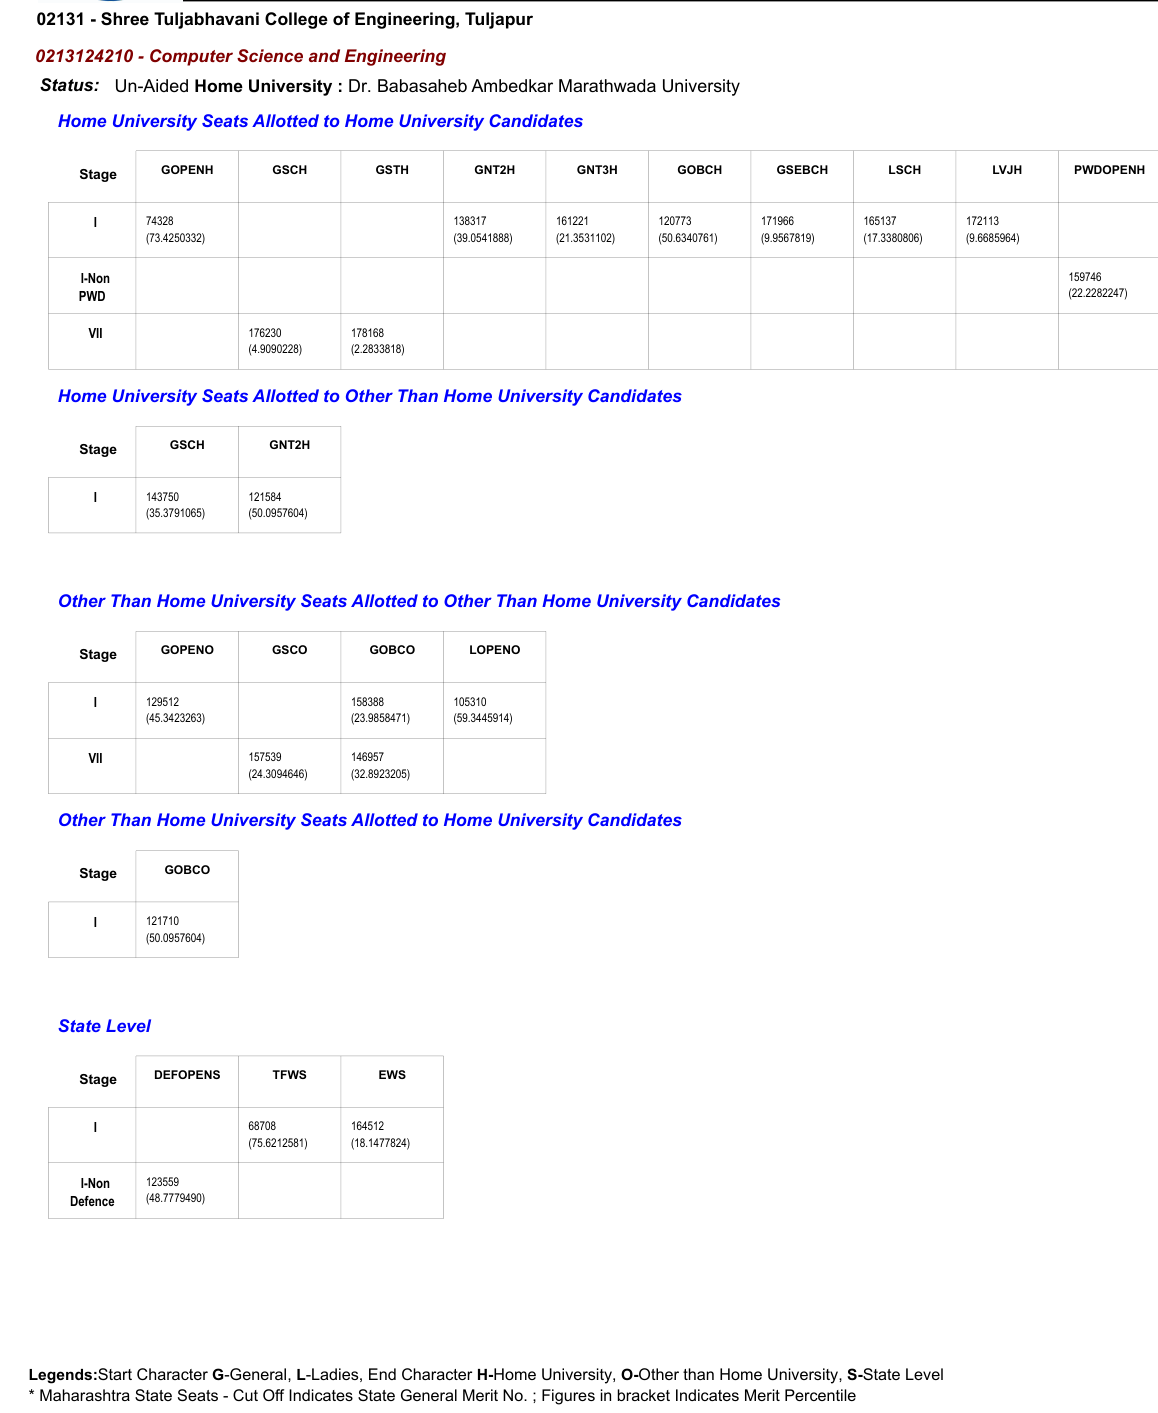 02131 - Shree Tuljabhavani College of Engineering, Tuljapur
0213124210 - Computer Science and Engineering
Status: Un-Aided Home University : Dr. Babasaheb Ambedkar Marathwada University
Home University Seats Allotted to Home University Candidates
Stage GOPENH GSCH GSTH GNT2H GNT3H GOBCH GSEBCH LSCH LVJH PWDOPENH
I 74328 138317 161221 120773 171966 165137 172113
(73.4250332) (39.0541888) (21.3531102) (50.6340761) (9.9567819) (17.3380806) (9.6685964)
I-Non 159746
PWD (22.2282247)
VII 176230 178168
(4.9090228) (2.2833818)
Home University Seats Allotted to Other Than Home University Candidates
Stage GSCH GNT2H
I 143750 121584
(35.3791065) (50.0957604)
Other Than Home University Seats Allotted to Other Than Home University Candidates
Stage GOPENO GSCO GOBCO LOPENO
I 129512 158388 105310
(45.3423263) (23.9858471) (59.3445914)
VII 157539 146957
(24.3094646) (32.8923205)
Other Than Home University Seats Allotted to Home University Candidates
Stage GOBCO
I 121710
(50.0957604)
State Level
Stage DEFOPENS TFWS EWS
I 68708 164512
(75.6212581) (18.1477824)
I-Non 123559
Defence (48.7779490)
Legends:Start Character G-General, L-Ladies, End Character H-Home University, O-Other than Home University, S-State Level
* Maharashtra State Seats - Cut Off Indicates State General Merit No. ; Figures in bracket Indicates Merit Percentile